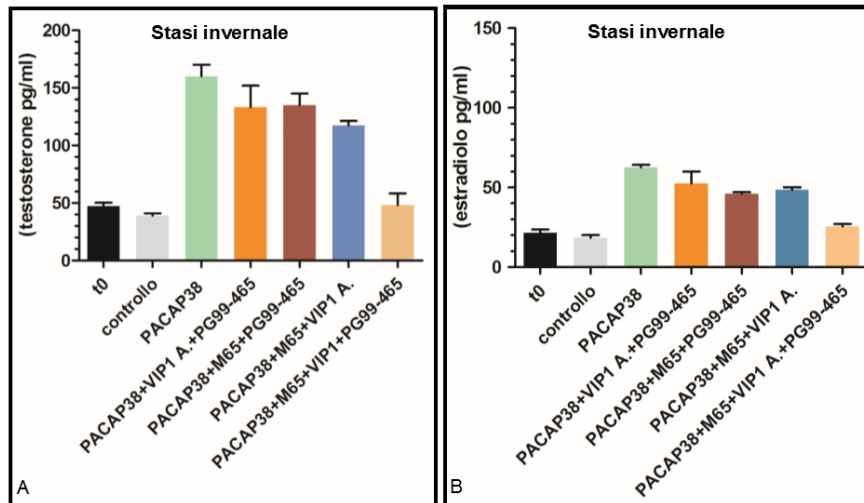 Stasi invernale
(testosterone pg/ml)
200
150
100
50
0
t0
controllo
PACAP38
PACAP38+VIP1 A.+PG99-465
PACAP38+M65+PG99-465
PACAP38+M65+VIP1 A.
PACAP38+M65+VIP1+PG99-465
A
Stasi invernale
(estradiolo pg/ml)
150
100
50
0
t0
controllo
PACAP38
PACAP38+VIP1 A.+PG99-465
PACAP38+M65+PG99-465
PACAP38+M65+VIP1 A.
PACAP38+M65+VIP1 A.+PG99-465
B